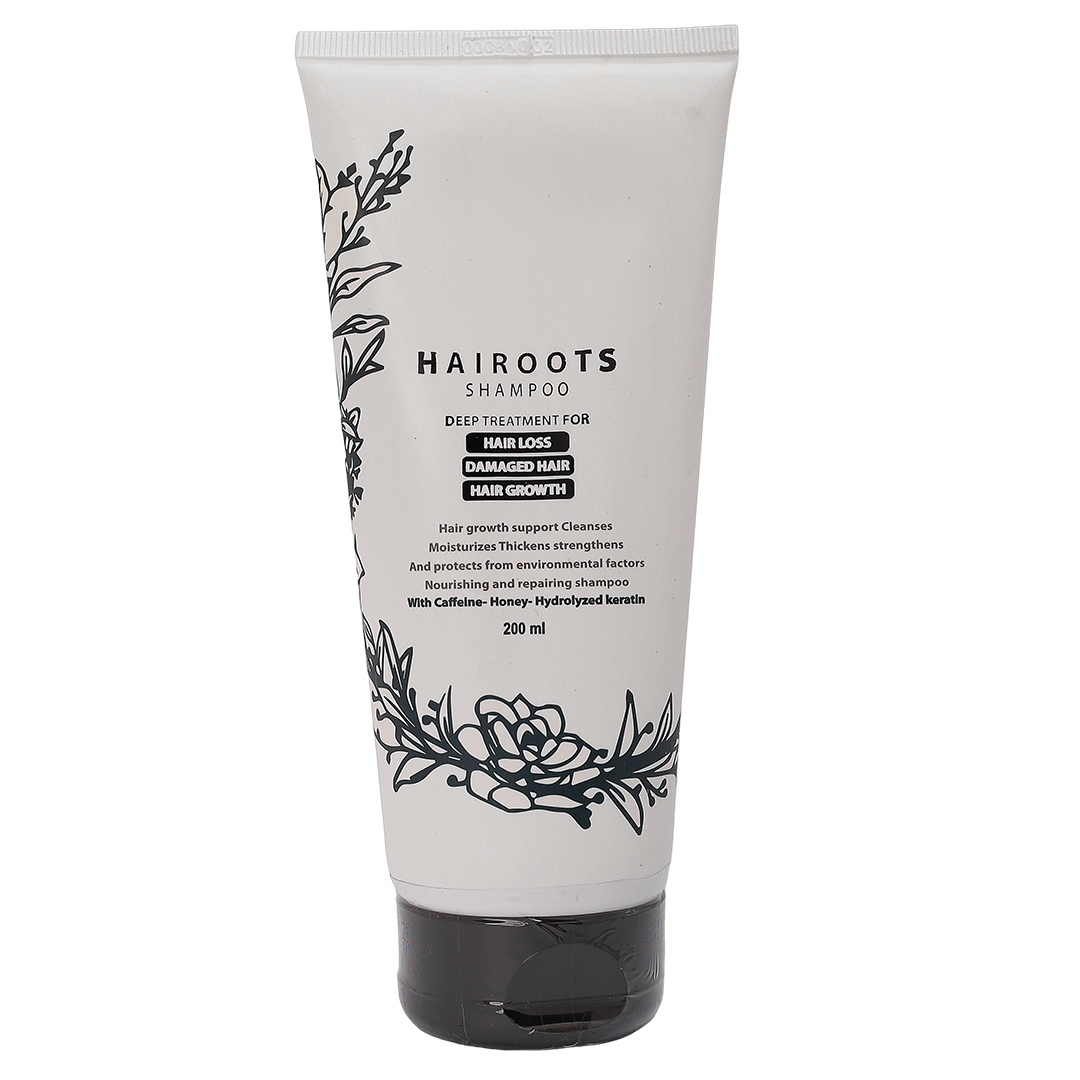 HAIROOTS
SHAMPOO
DEEP TREATMENT FOR
HAIR LOSS
DAMAGED HAIR
HAIR GROWTH
Hair growth support Cleanses
Moisturizes Thickens strengthens
And protects from environmental factors
Nourishing and repairing shampoo
With Caffeine- Honey- Hydrolyzed keratin
200 ml